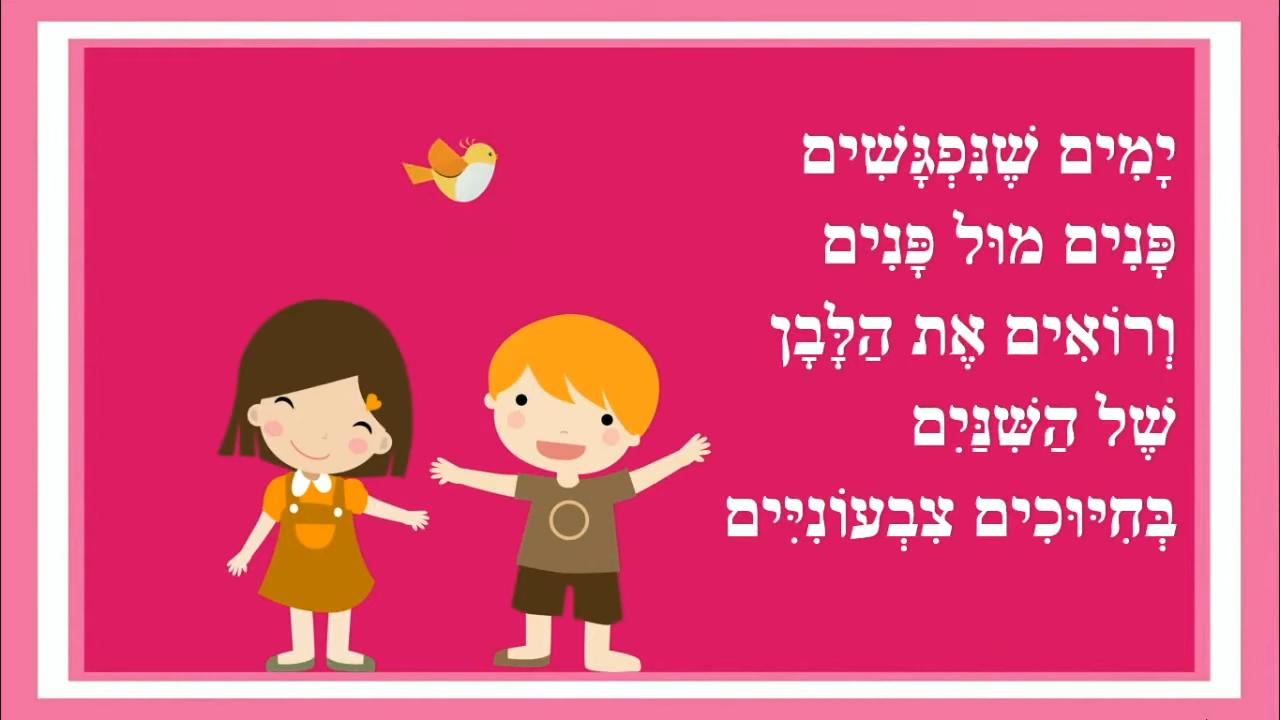 יָמִים שֶׁנִּפְגָּשִׁים
פָּנִים מוּל פָּנִים
וְרוֹאִים אֶת הַלָּבָן
שֶׁל הַשִּׁנַּיִם
בְּחִיּוּכִים צִבְעוֹנִיִּים